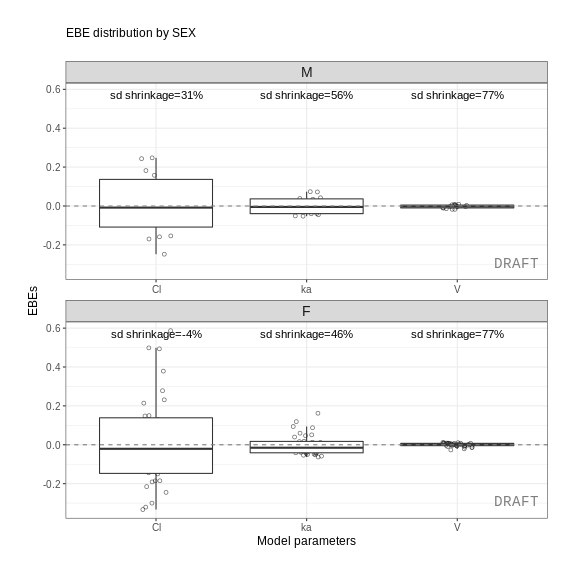 EBE distribution by SEX
M
sd shrinkage=31% sd shrinkage=56% sd shrinkage=77%
0.6
0.4
0.2
0.0
-0.2
DRAFT
Cl ka V
F
sd shrinkage=-4% sd shrinkage=46% sd shrinkage=77%
0.6
0.4
0.2
0.0
-0.2
DRAFT
Cl ka V
EBEs
Model parameters